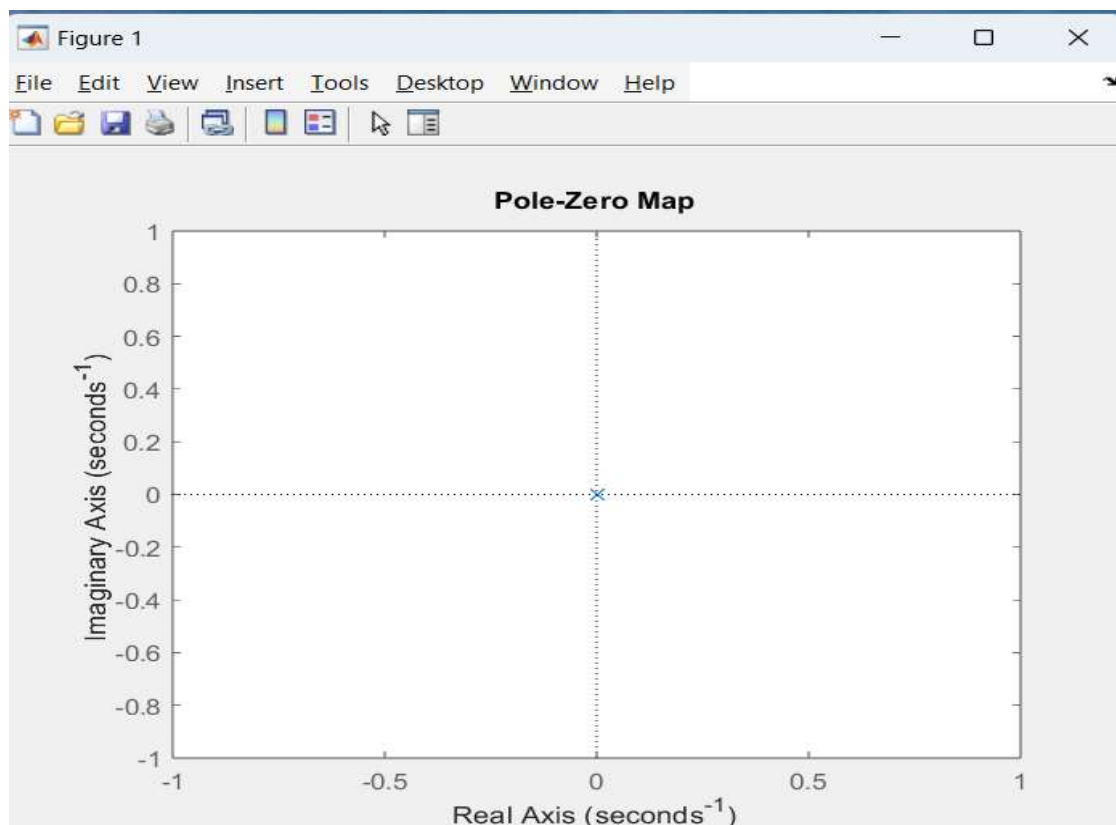 Figure 1
File Edit View Insert Tools Desktop Window Help
Pole-Zero Map
1
0.8
0.6
0.4
0.2
0
-0.2
-0.4
-0.6
-0.8
-1
Imaginary Axis (seconds⁻¹)
-1 -0.5 0 0.5 1
Real Axis (seconds⁻¹)